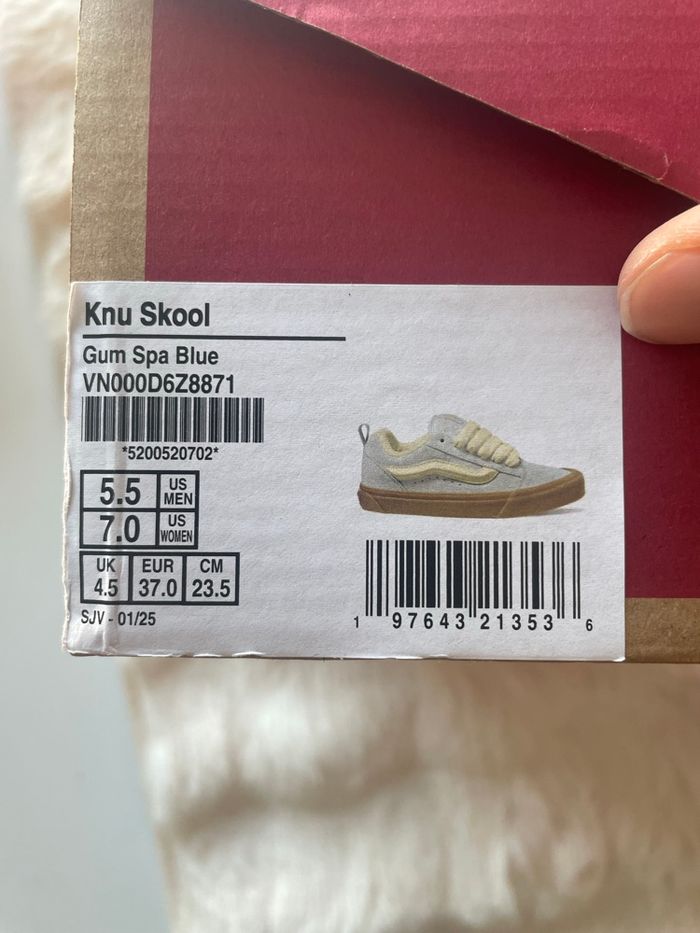 Knu Skool
Gum Spa Blue
VN000D6Z8871
*5200520702*
5.5 US MEN
7.0 US WOMEN
UK EUR CM
4.5 37.0 23.5
SJV - 01/25
1 97643 21353 6